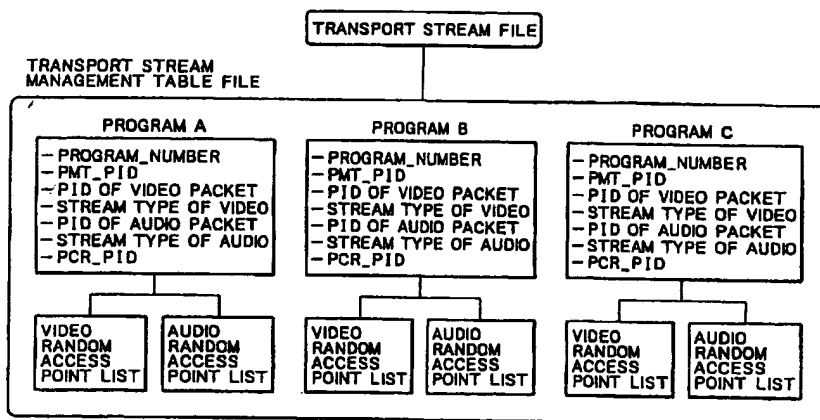 TRANSPORT STREAM FILE
TRANSPORT STREAM
MANAGEMENT TABLE FILE
PROGRAM A
- PROGRAM_NUMBER
- PMT_PID
- PID OF VIDEO PACKET
- STREAM TYPE OF VIDEO
- PID OF AUDIO PACKET
- STREAM TYPE OF AUDIO
- PCR_PID
VIDEO
RANDOM
ACCESS
POINT LIST
AUDIO
RANDOM
ACCESS
POINT LIST
PROGRAM B
- PROGRAM_NUMBER
- PMT_PID
- PID OF VIDEO PACKET
- STREAM TYPE OF VIDEO
- PID OF AUDIO PACKET
- STREAM TYPE OF AUDIO
- PCR_PID
VIDEO
RANDOM
ACCESS
POINT LIST
AUDIO
RANDOM
ACCESS
POINT LIST
PROGRAM C
- PROGRAM_NUMBER
- PMT_PID
- PID OF VIDEO PACKET
- STREAM TYPE OF VIDEO
- PID OF AUDIO PACKET
- STREAM TYPE OF AUDIO
- PCR_PID
VIDEO
RANDOM
ACCESS
POINT LIST
AUDIO
RANDOM
ACCESS
POINT LIST